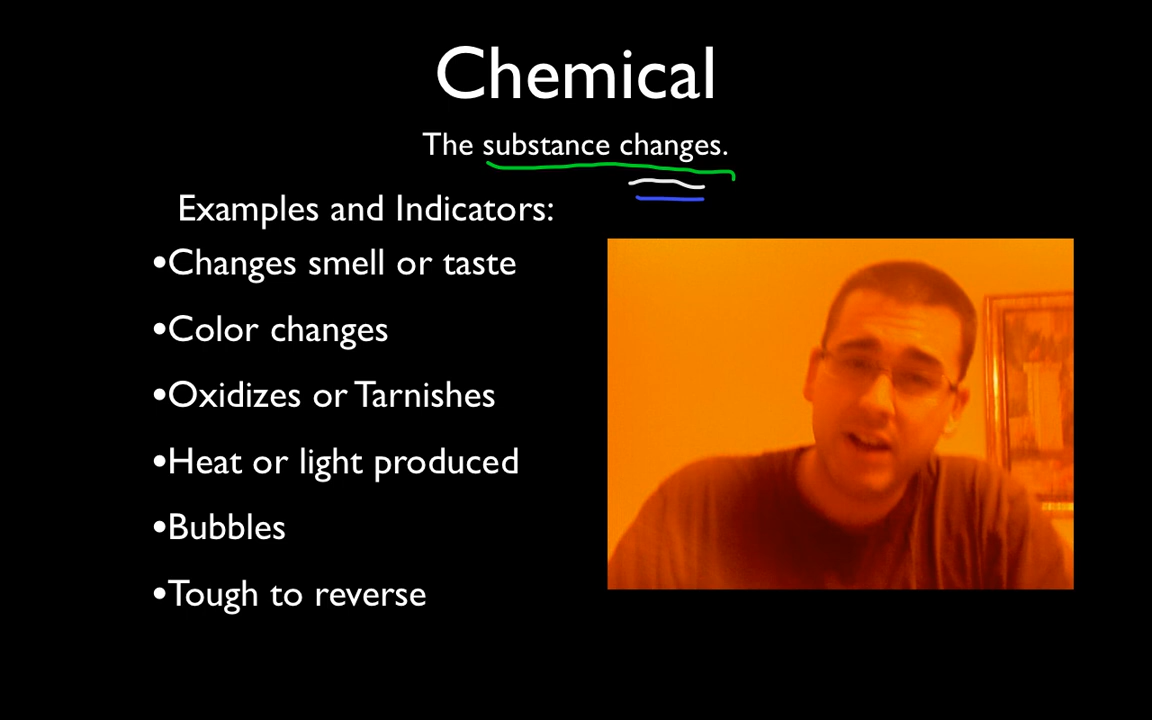 Chemical
The substance changes.
Examples and Indicators:
•Changes smell or taste
•Color changes
•Oxidizes or Tarnishes
•Heat or light produced
•Bubbles
•Tough to reverse